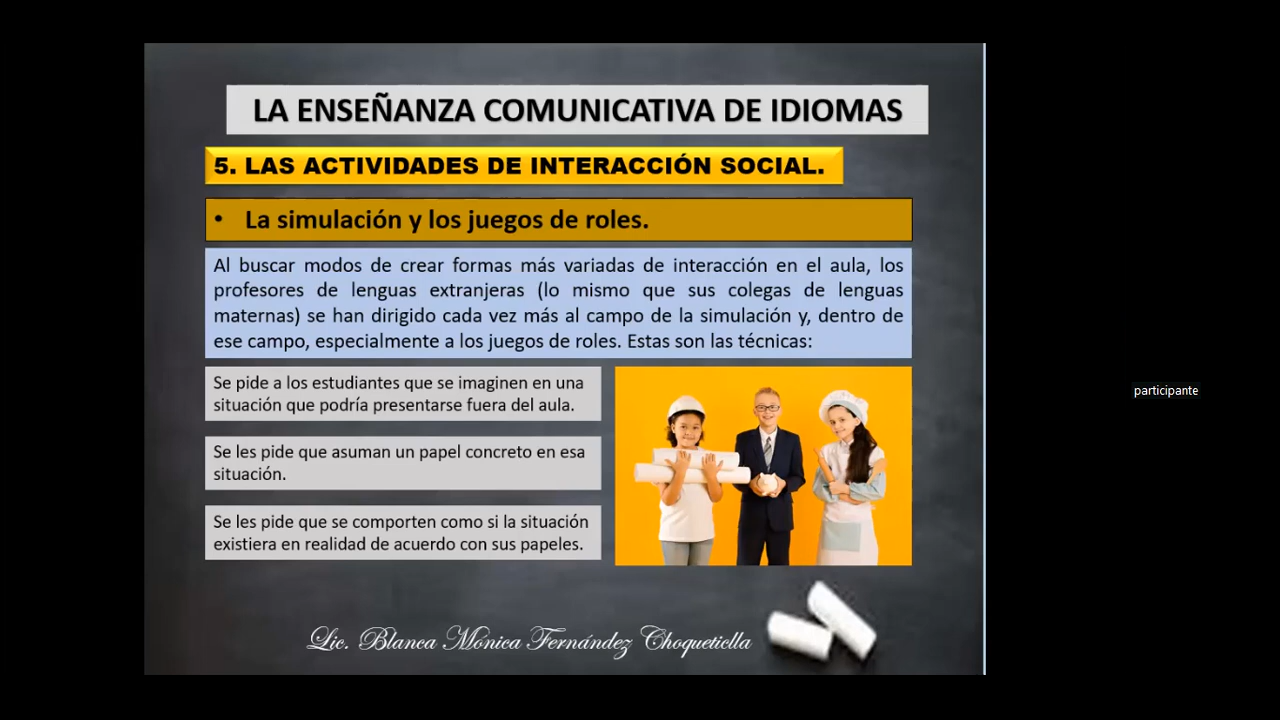 LA ENSEÑANZA COMUNICATIVA DE IDIOMAS
5. LAS ACTIVIDADES DE INTERACCIÓN SOCIAL.
• La simulación y los juegos de roles.
Al buscar modos de crear formas más variadas de interacción en el aula, los
profesores de lenguas extranjeras (lo mismo que sus colegas de lenguas
maternas) se han dirigido cada vez más al campo de la simulación y, dentro de
ese campo, especialmente a los juegos de roles. Estas son las técnicas:
Se pide a los estudiantes que se imaginen en una
situación que podría presentarse fuera del aula.
Se les pide que asuman un papel concreto en esa
situación.
Se les pide que se comporten como si la situación
existiera en realidad de acuerdo con sus papeles.
Lic. Blanca Mónica Fernández Choqueticlla
participante